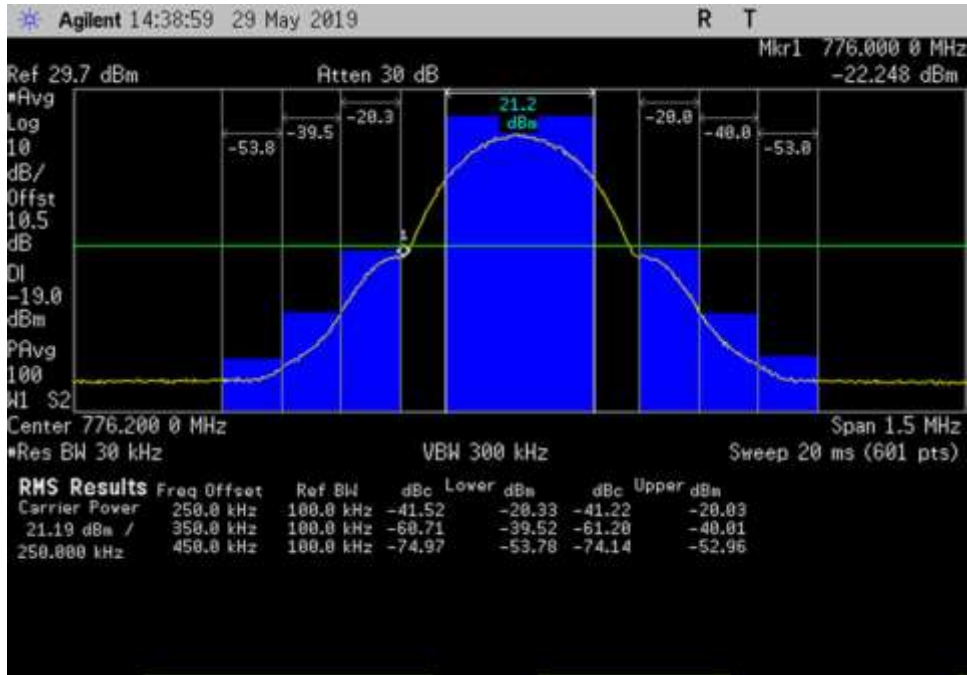 Agilent 14:38:59 29 May 2019 R T
Mkr1 776.000 0 MHz
Ref 29.7 dBm Atten 30 dB -22.248 dBm
*Avg
Log
10
dB/
Offst
10.5
dB
DI
-19.0
dBm
PAvg
100
W1 S2
21.2
dBm
-53.8 -39.5 -20.3 -20.0 -40.0 -53.0
1
Center 776.200 0 MHz Span 1.5 MHz
*Res BW 30 kHz VBW 300 kHz Sweep 20 ms (601 pts)
RMS Results Freq Offset Ref BW dBc Lower dBm dBc Upper dBm
Carrier Power 250.0 kHz 100.0 kHz -41.52 -20.33 -41.22 -20.03
21.19 dBm / 350.0 kHz 100.0 kHz -60.71 -39.52 -61.20 -40.01
250.000 kHz 450.0 kHz 100.0 kHz -74.97 -53.78 -74.14 -52.96